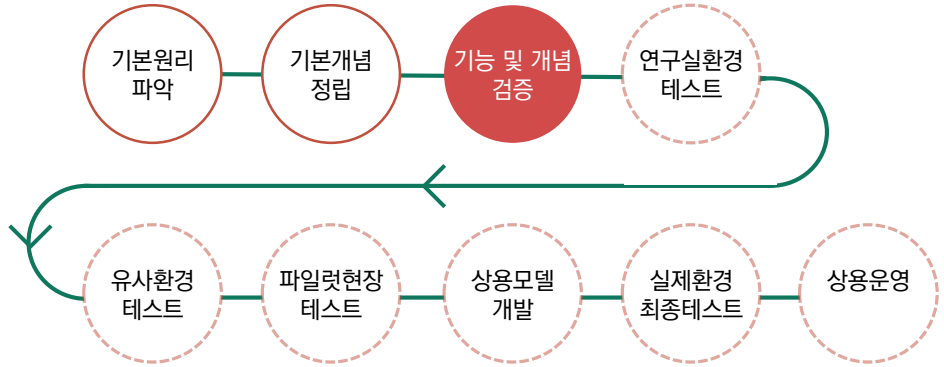 기본원리
파악
기본개념
정립
기능 및 개념
검증
연구실환경
테스트
유사환경
테스트
파일럿현장
테스트
상용모델
개발
실제환경
최종테스트
상용운영